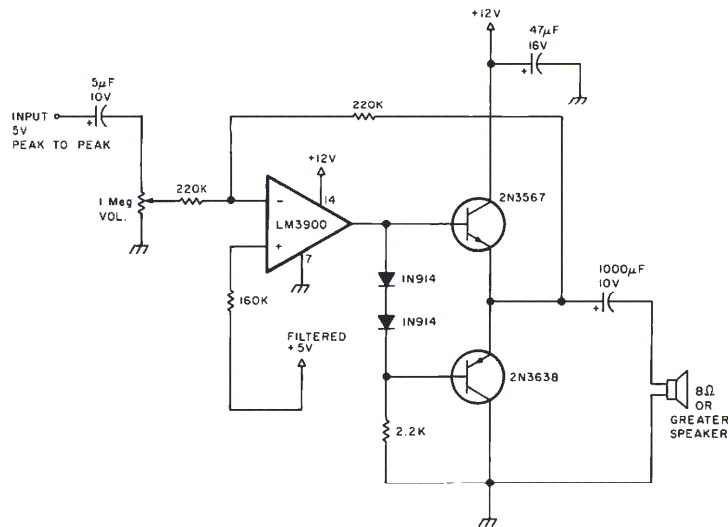 +12V
47µF
16V
+
5µF
10V
+
INPUT
5V
PEAK TO PEAK
220K
+12V
1 Meg
VOL.
220K
-
14
LM3900
+
7
2N3567
160K
1N914
1000µF
10V
+
FILTERED
+5V
1N914
2N3638
8Ω
OR
GREATER
SPEAKER
2.2K